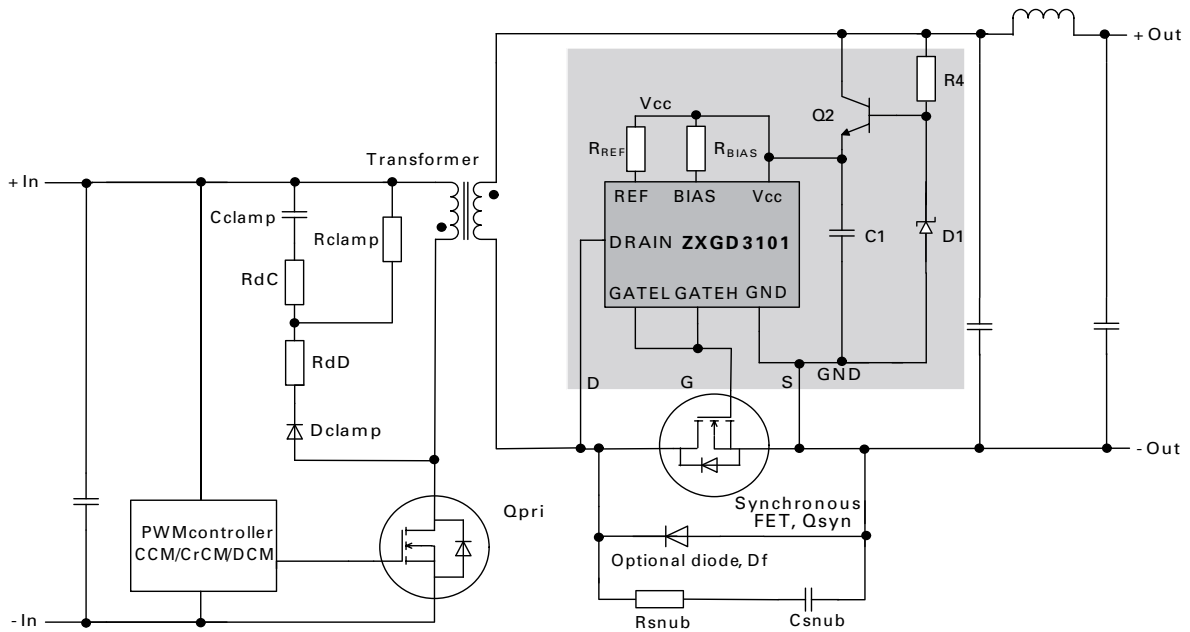 +Out
R4
Vcc
Q2
R_REF
R_BIAS
Transformer
+In
REF BIAS Vcc
Cclamp
Rclamp
DRAIN ZXGD3101
C1
D1
RdC
GATEL GATEH GND
RdD
D
G
S
GND
Dclamp
-Out
Qpri
Synchronous
FET, Qsyn
PWMcontroller
CCM/CrCM/DCM
Optional diode, Df
-In
Rsnub
Csnub